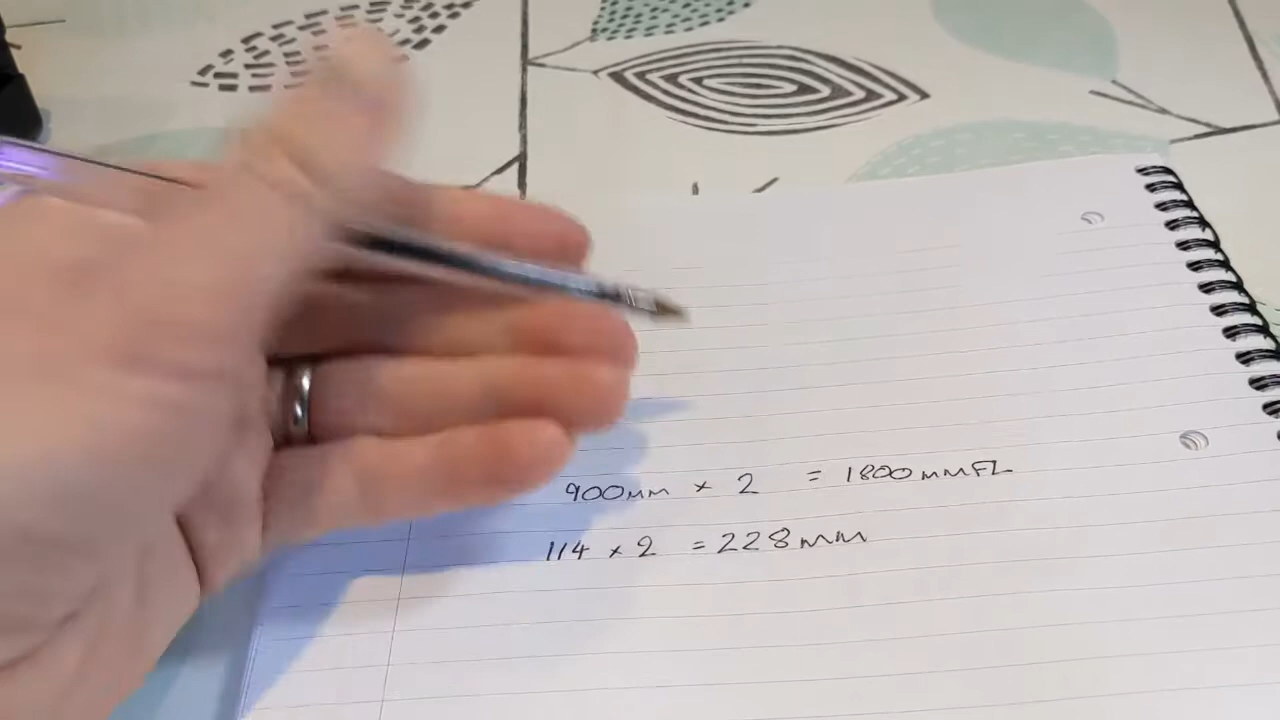 900mm × 2 = 1800mmFL
114 × 2 = 228mm